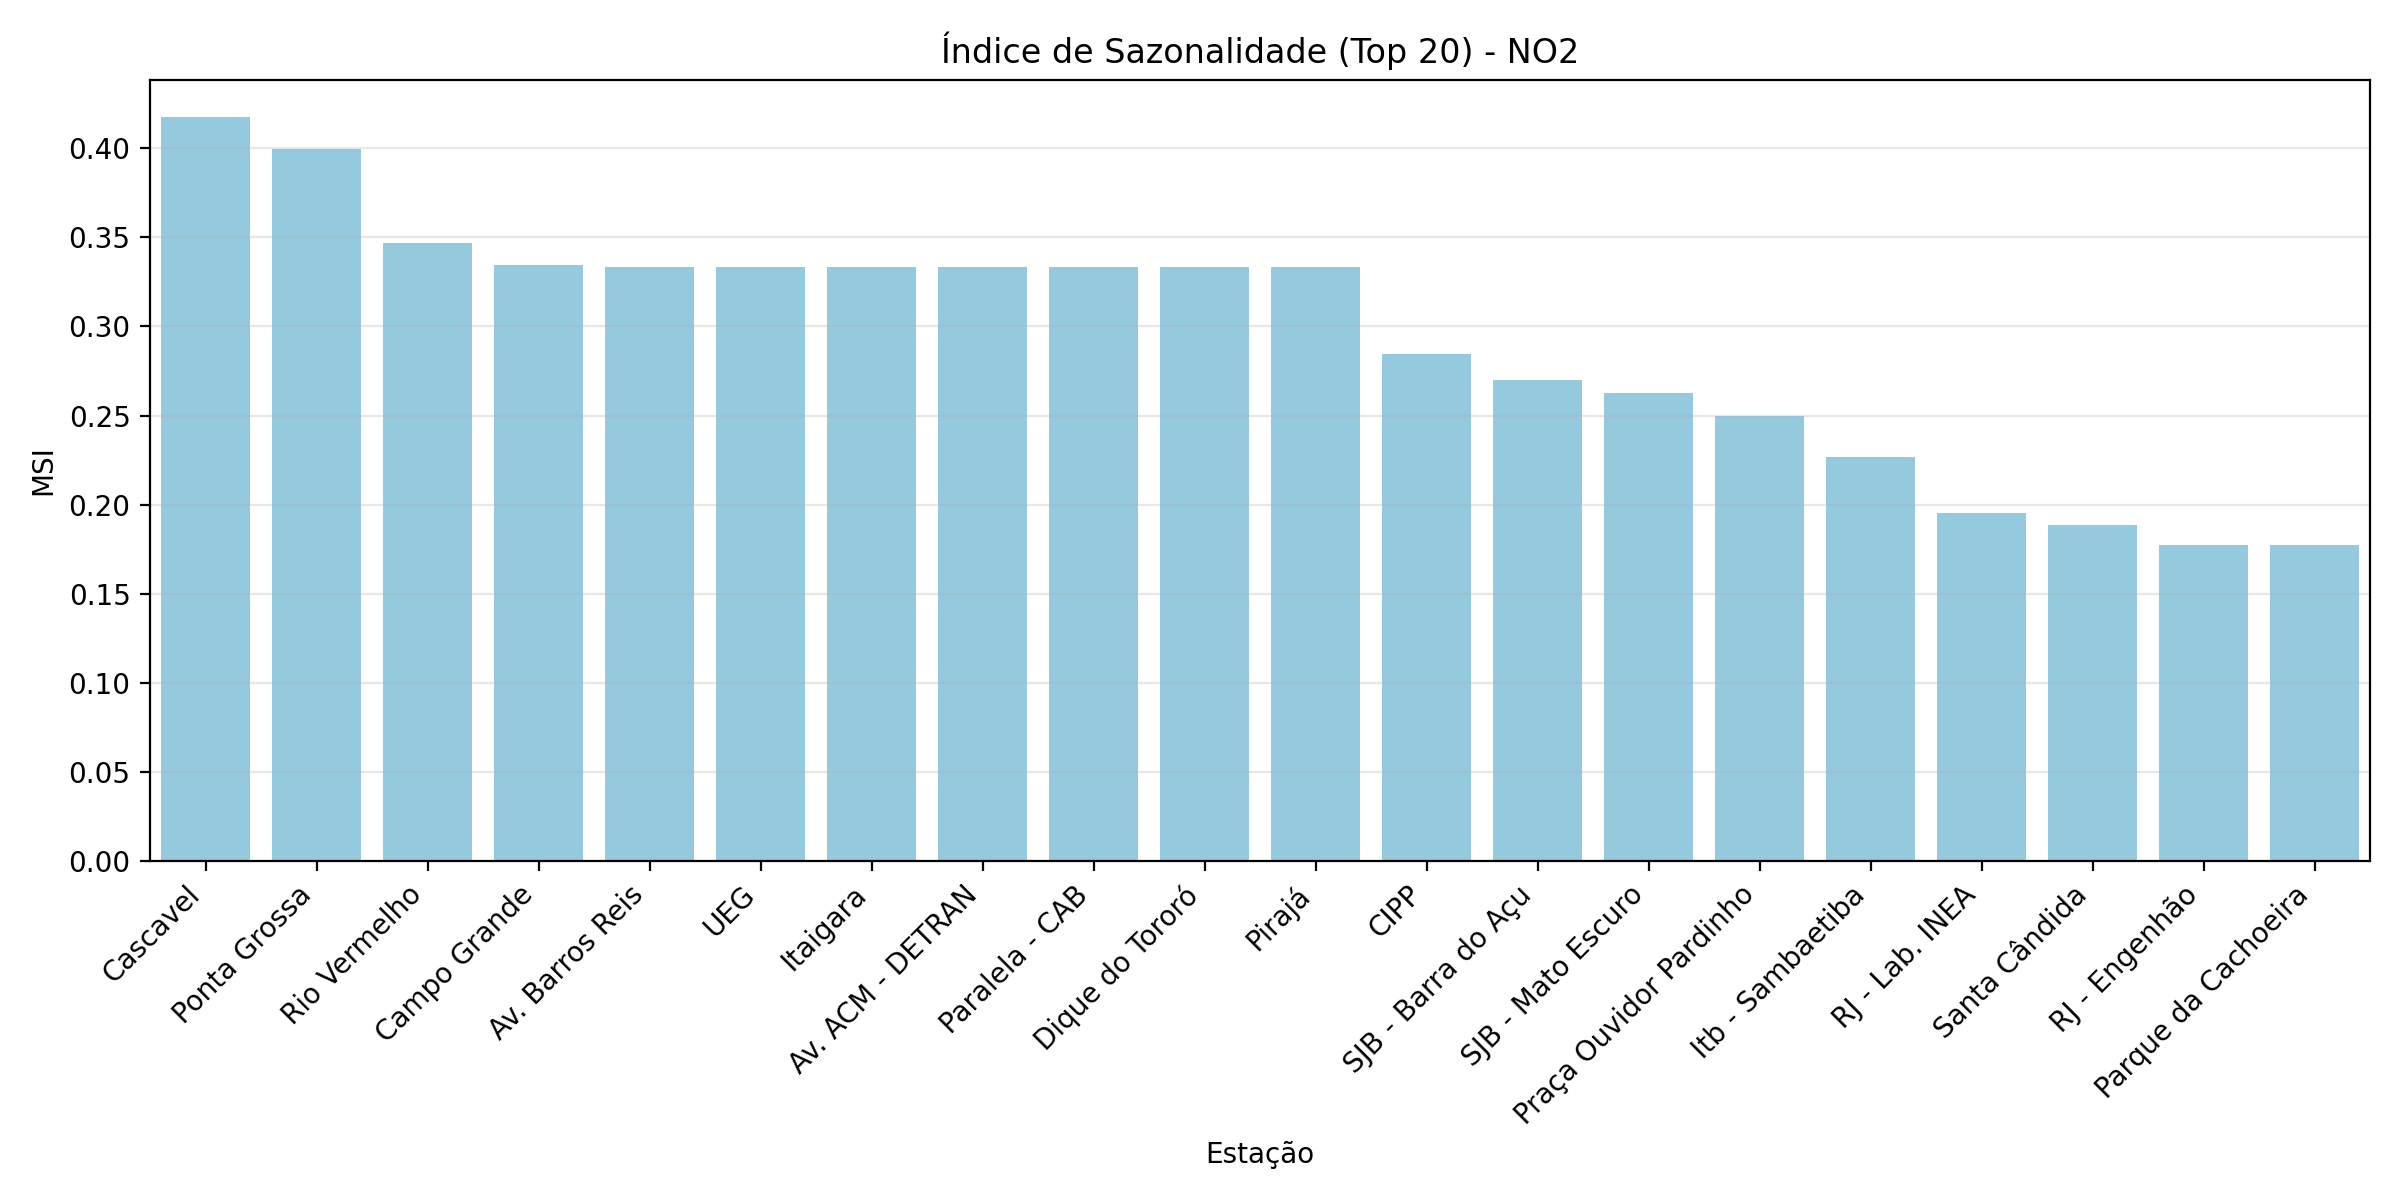 Índice de Sazonalidade (Top 20) - NO2
MSI
0.40
0.35
0.30
0.25
0.20
0.15
0.10
0.05
0.00
Cascavel
Ponta Grossa
Rio Vermelho
Campo Grande
Av. Barros Reis
UEG
Itaigara
Av. ACM - DETRAN
Paralela - CAB
Dique do Tororó
Pirajá
CIPP
SJB - Barra do Açu
SJB - Mato Escuro
Praça Ouvidor Pardinho
Itb - Sambaetiba
RJ - Lab. INEA
Santa Cândida
RJ - Engenhão
Parque da Cachoeira
Estação